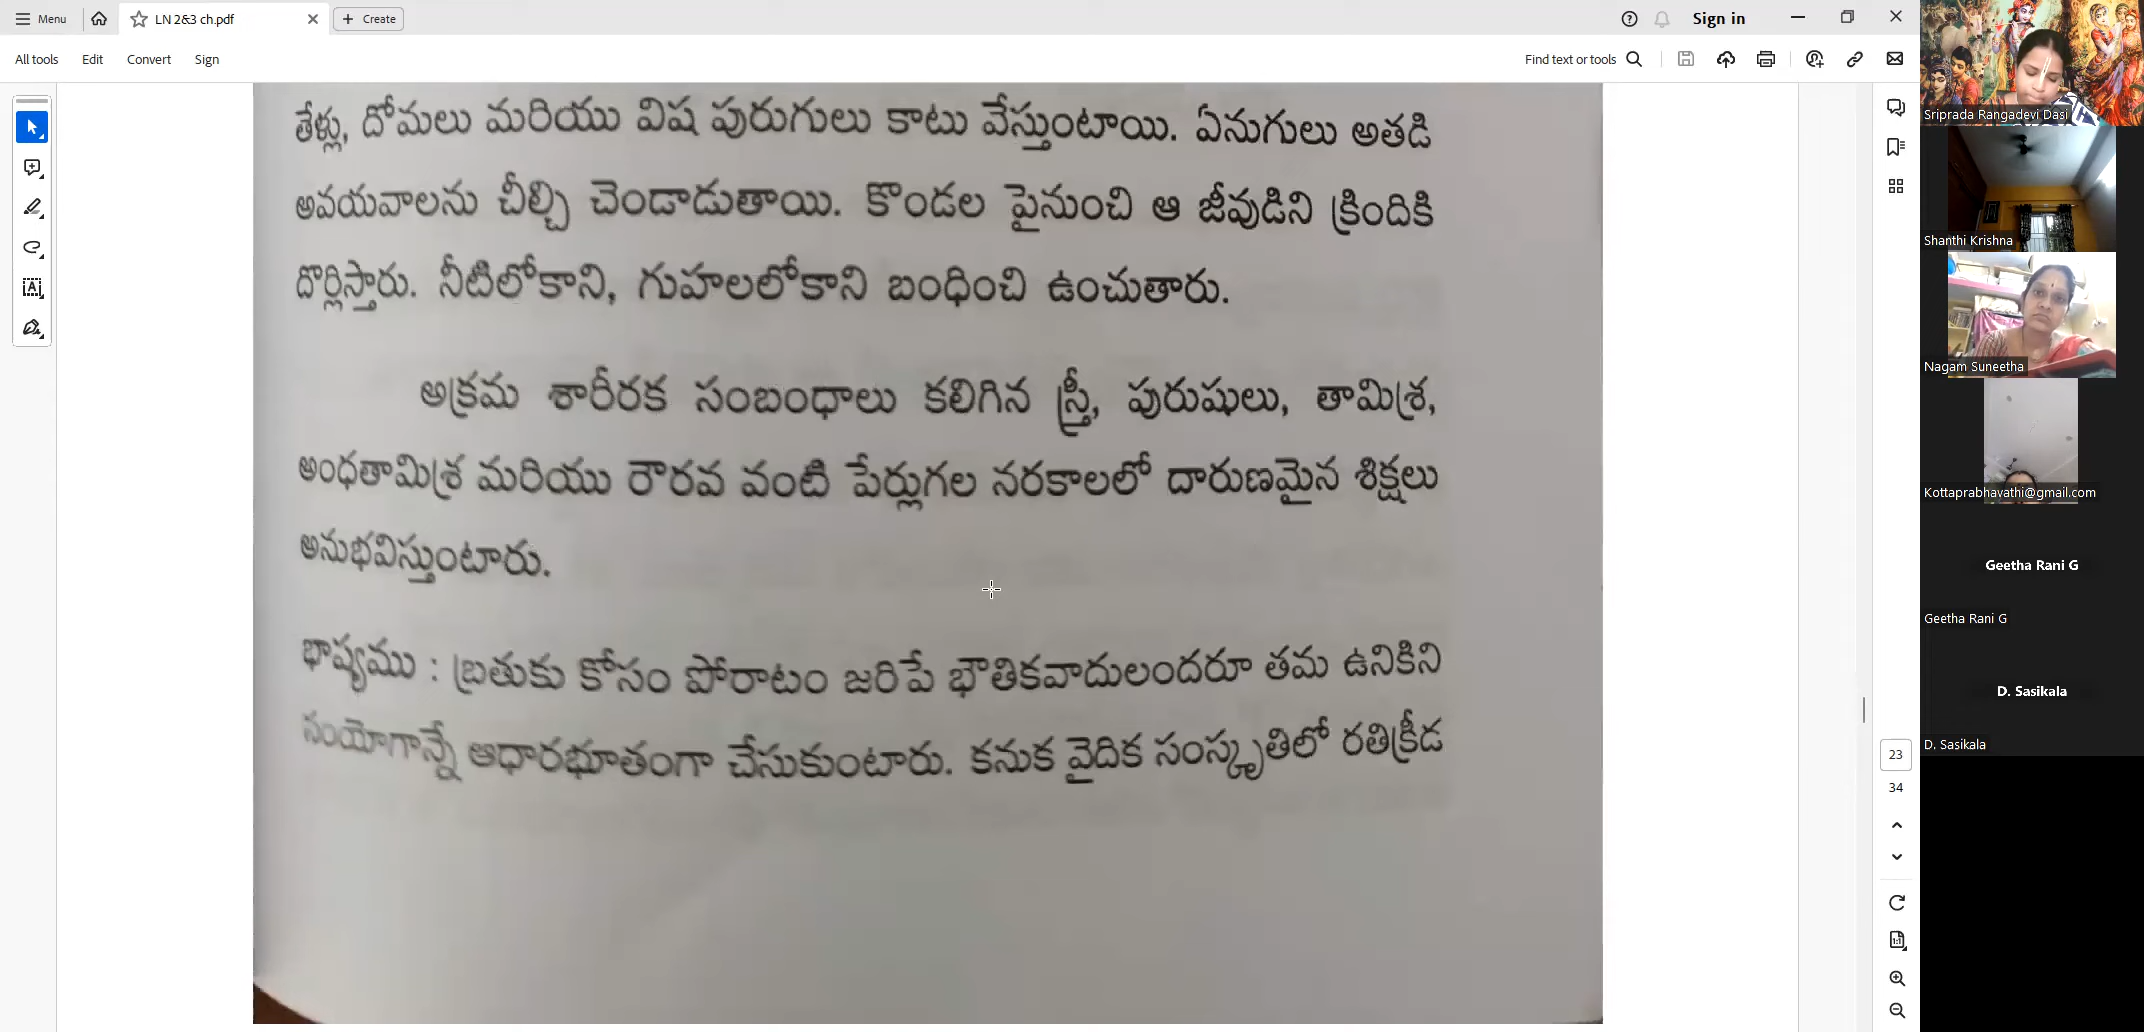 Menu
LN 2&3 ch.pdf
Create
Sign in
All tools
Edit
Convert
Sign
Find text or tools
తేళ్లు, దోమలు మరియు విష పురుగులు కాటు వేస్తుంటాయి. ఏనుగులు అతడి
అవయవాలను చీల్చి చెండాడుతాయి. కొండల పైనుంచి ఆ జీవుడిని క్రిందికి
దొర్లిస్తారు. నీటిలోకాని, గుహలలోకాని బంధించి ఉంచుతారు.
అక్రమ శారీరక సంబంధాలు కలిగిన స్త్రీ, పురుషులు, తామిశ్ర,
అంధతామిశ్ర మరియు రౌరవ వంటి పేర్లుగల నరకాలలో దారుణమైన శిక్షలు
అనుభవిస్తుంటారు.
భాష్యము : బ్రతుకు కోసం పోరాటం జరిపే భౌతికవాదులందరూ తమ ఉనికిని
సంయోగాన్నే ఆధారభూతంగా చేసుకుంటారు. కనుక వైదిక సంస్కృతిలో రతిక్రీడ
23
34
Sriprada Rangadevi Dasi
Shanthi Krishna
Nagam Suneetha
Kottaprabhavathi@gmail.com
Geetha Rani G
Geetha Rani G
D. Sasikala
D. Sasikala